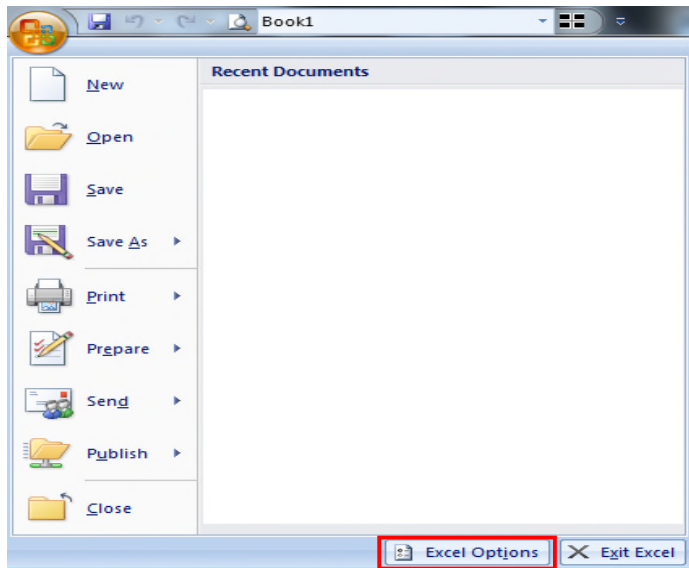 Book1
Recent Documents
New
Open
Save
Save As
Print
Prepare
Send
Publish
Close
Excel Options
Exit Excel